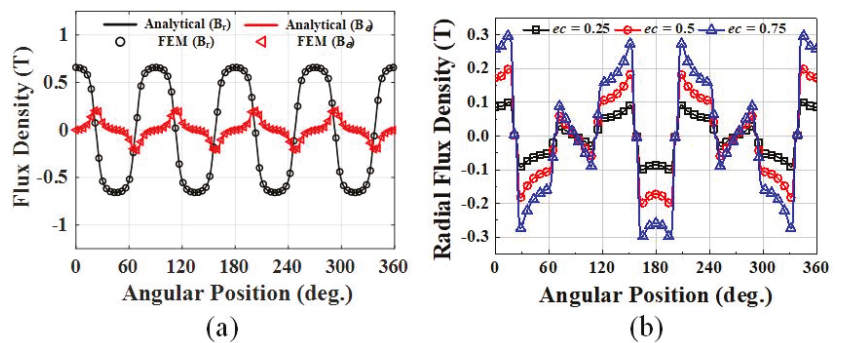 Analytical (Br) Analytical (Bα)
FEM (Br) FEM (Bα)
Flux Density (T)
1
0.5
0
-0.5
-1
0 60 120 180 240 300 360
Angular Position (deg.)
(a)
ec = 0.25 ec = 0.5 ec = 0.75
Radial Flux Density (T)
0.3
0.2
0.1
0.0
-0.1
-0.2
-0.3
0 60 120 180 240 300 360
Angular Position (deg.)
(b)